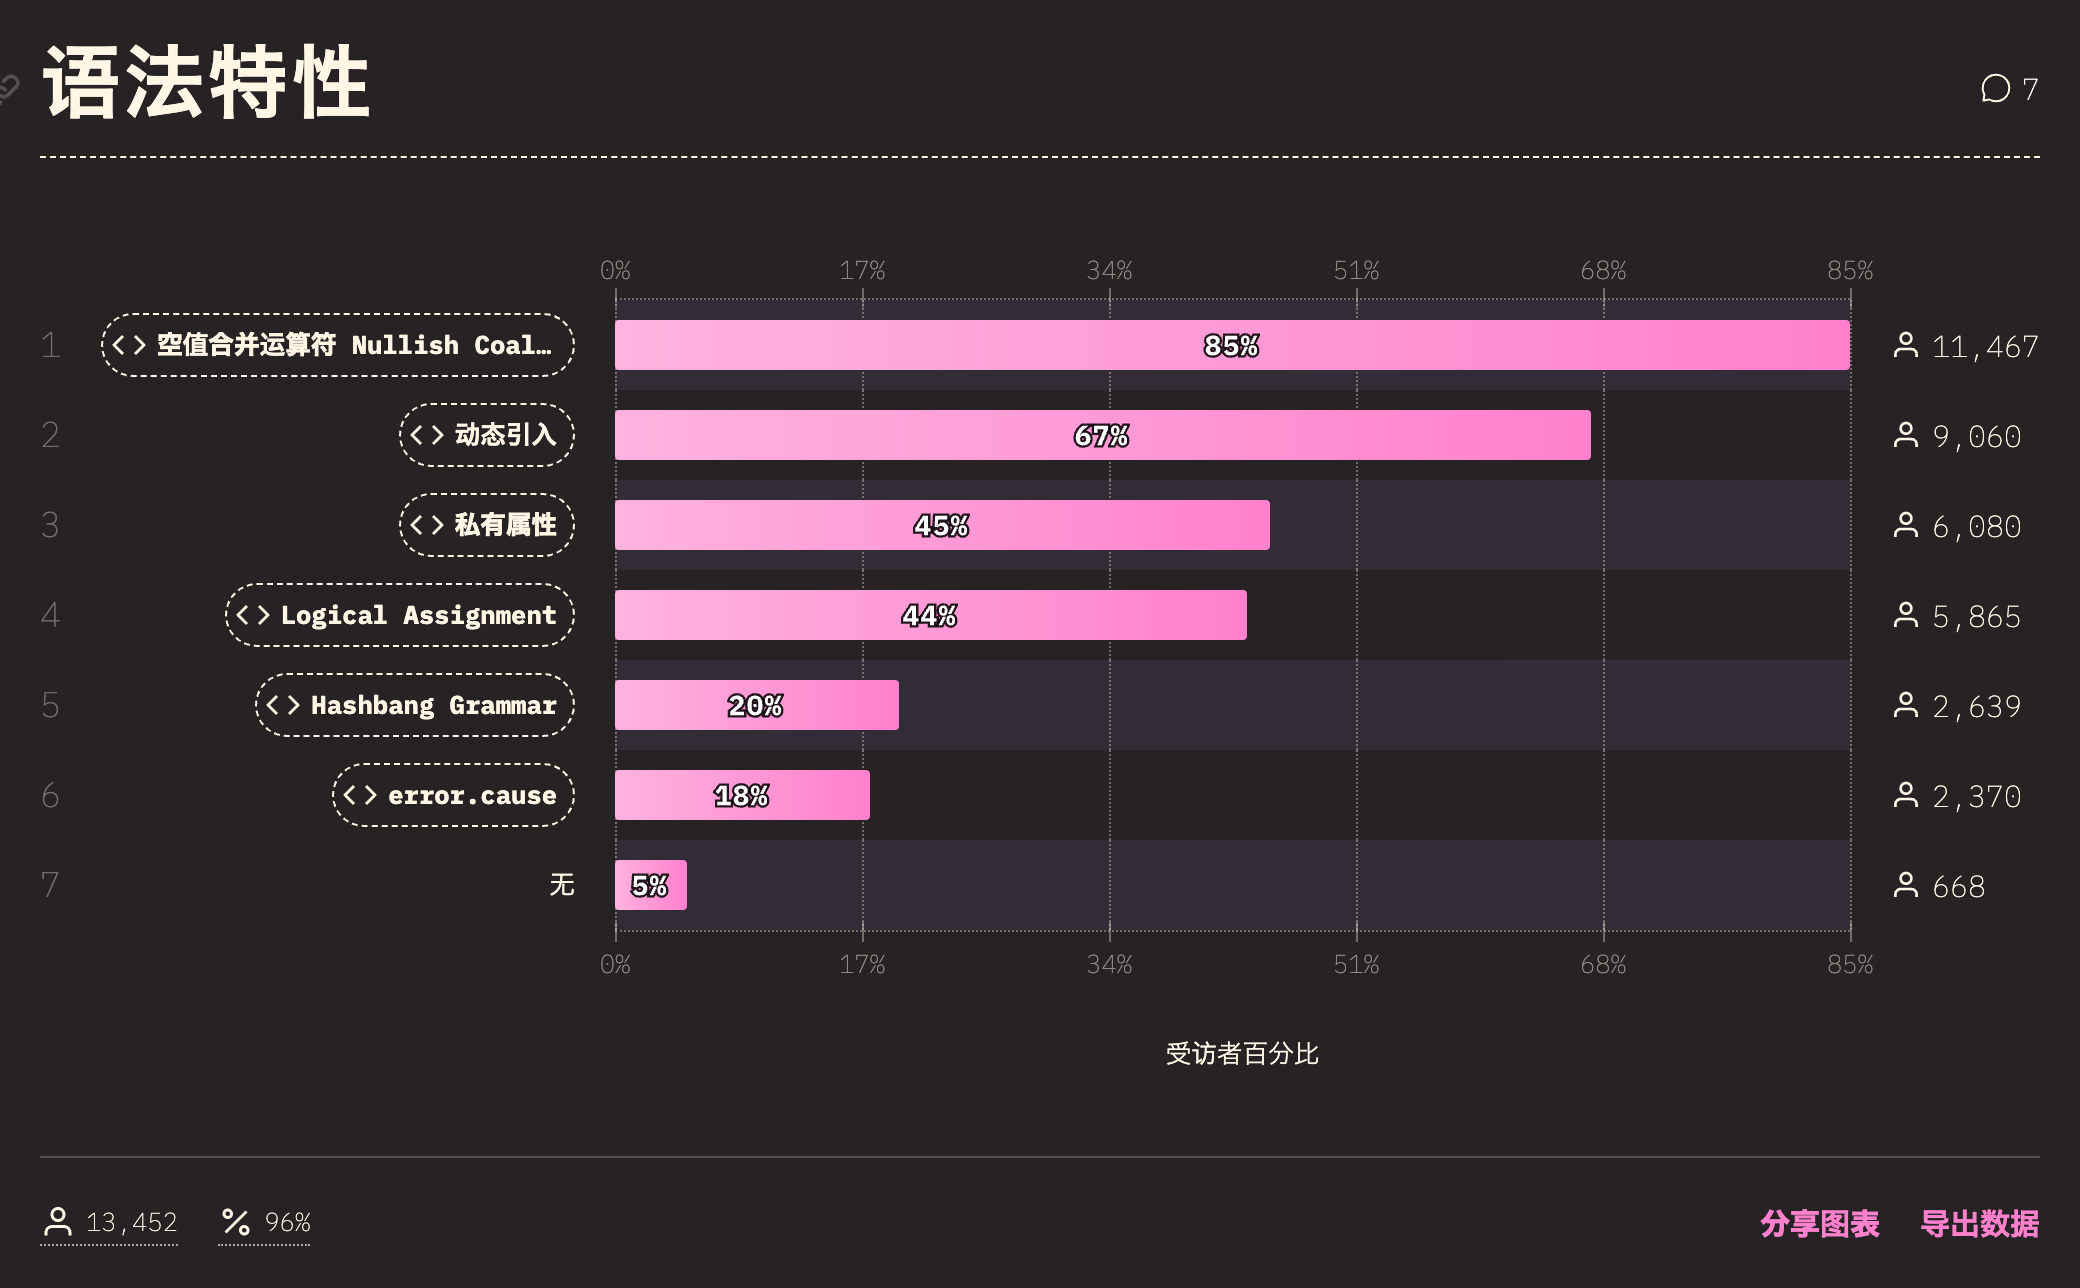 语法特性
7
0% 17% 34% 51% 68% 85%
1 <> 空值合并运算符 Nullish Coal… 85% 11,467
2 <> 动态引入 67% 9,060
3 <> 私有属性 45% 6,080
4 <> Logical Assignment 44% 5,865
5 <> Hashbang Grammar 20% 2,639
6 <> error.cause 18% 2,370
7 无 5% 668
0% 17% 34% 51% 68% 85%
受访者百分比
13,452 96% 分享图表 导出数据